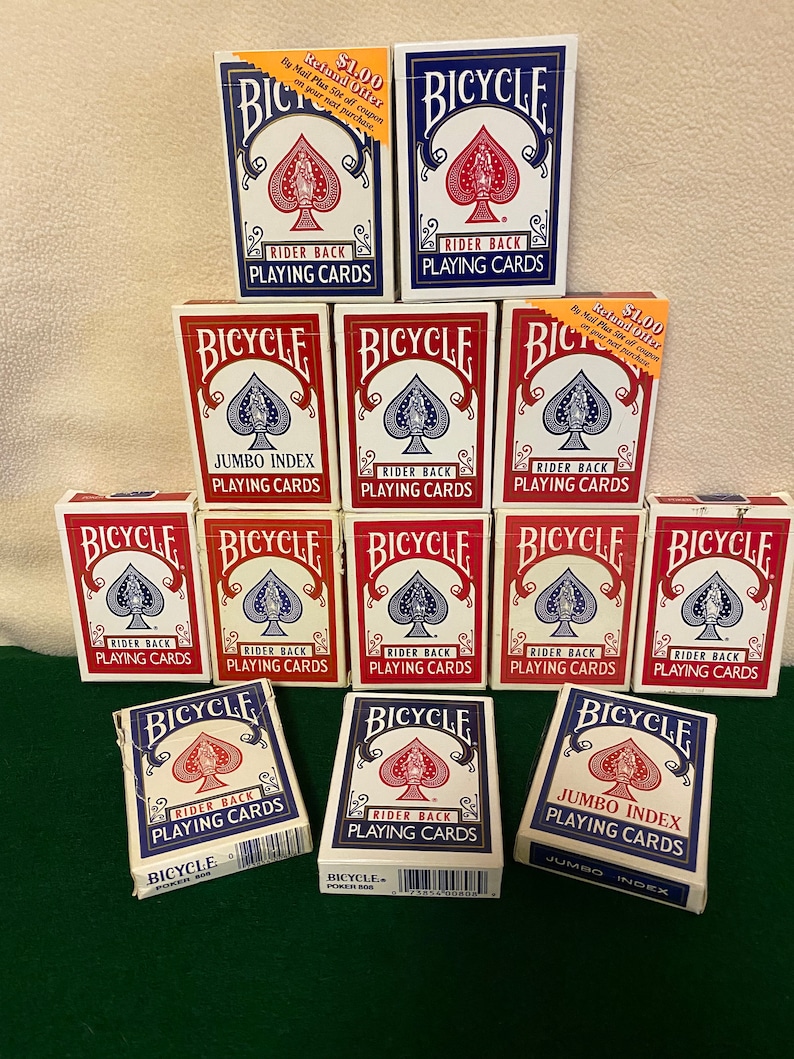 $1.00
Refund Offer
By Mail Plus 50¢ off coupon
on your next purchase.
BICYCLE
RIDER BACK
PLAYING CARDS
BICYCLE®
®
RIDER BACK
PLAYING CARDS
BICYCLE
JUMBO INDEX
PLAYING CARDS
BICYCLE
RIDER BACK
PLAYING CARDS
$1.00
Refund Offer
By Mail Plus 50¢ off coupon
on your next purchase.
BICYCLE
RIDER BACK
PLAYING CARDS
BICYCLE®
RIDER BACK
PLAYING CARDS
BICYCLE
RIDER BACK
PLAYING CARDS
BICYCLE
RIDER BACK
PLAYING CARDS
BICYCLE
RIDER BACK
PLAYING CARDS
BICYCLE®
RIDER BACK
PLAYING CARDS
BICYCLE
RIDER BACK
PLAYING CARDS
BICYCLE
POKER 808
0
BICYCLE
®
RIDER BACK
PLAYING CARDS
BICYCLE®
POKER 808
0 73854 00808 9
BICYCLE
JUMBO INDEX
PLAYING CARDS
JUMBO INDEX